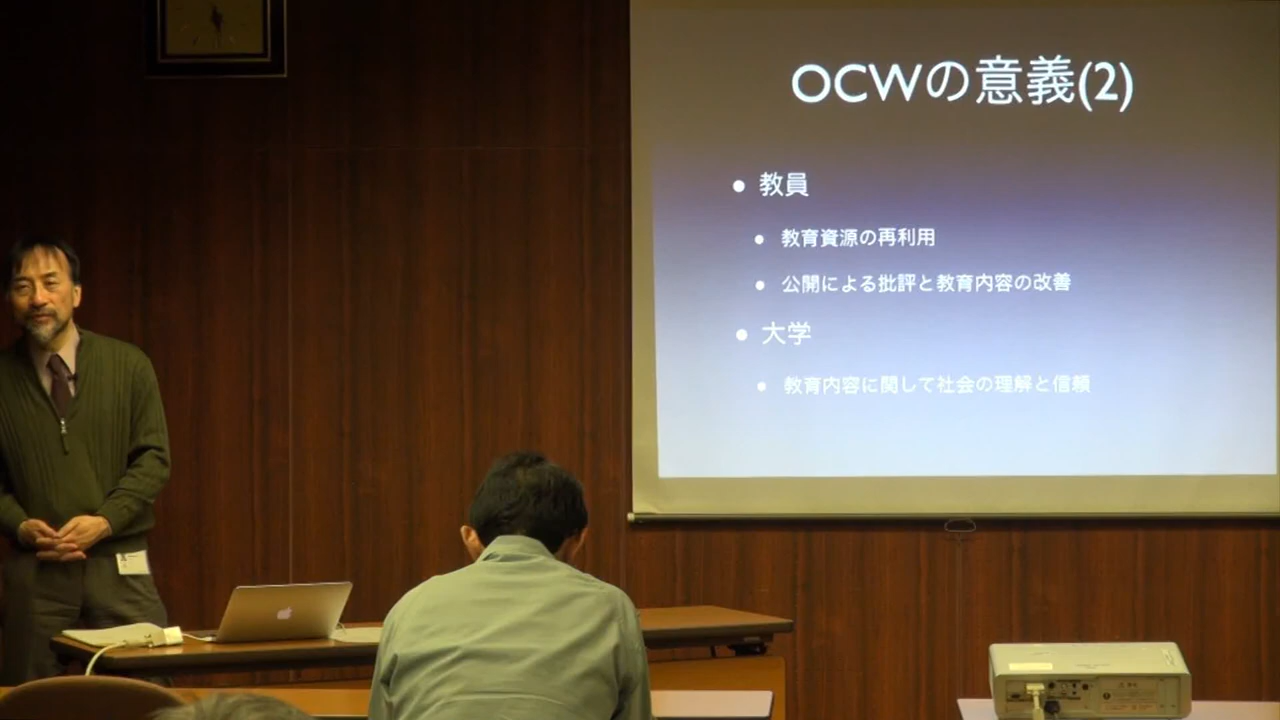 OCWの意義(2)
教員
教育資源の再利用
公開による批評と教育内容の改善
大学
教育内容に関して社会の理解と信頼